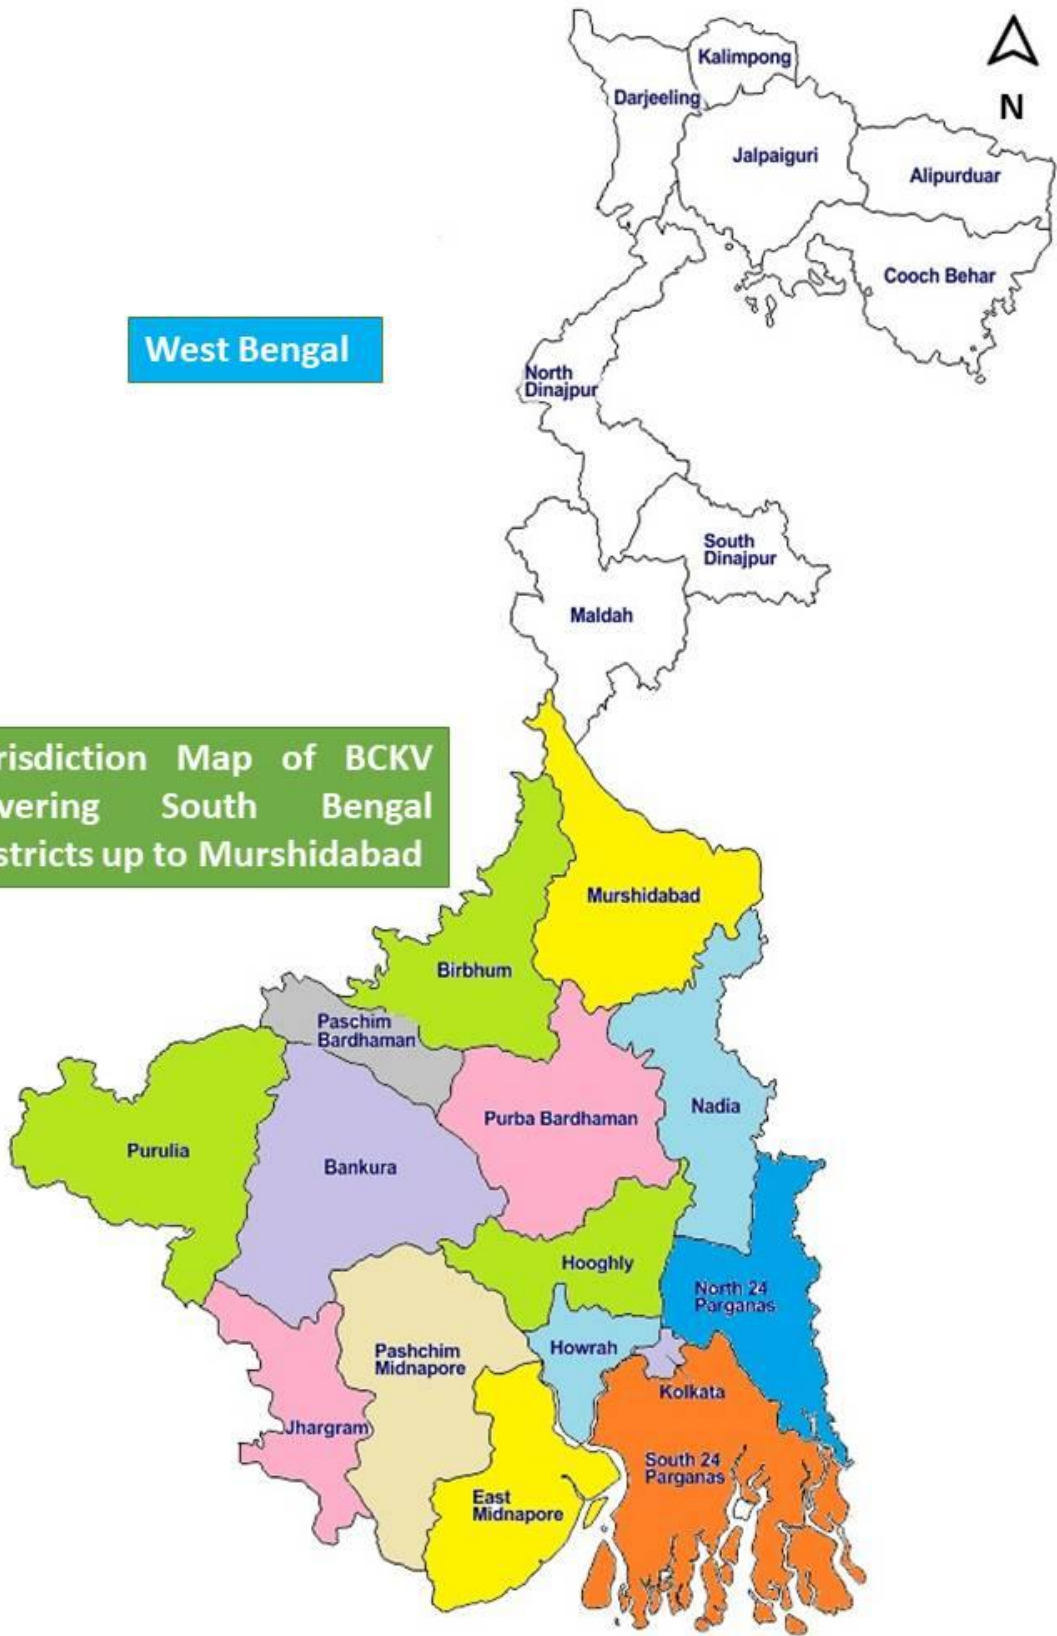 Kalimpong
N
Darjeeling
Jalpaiguri
Alipurduar
Cooch Behar
West Bengal
North
Dinajpur
South
Dinajpur
Maldah
risdiction Map of BCKV
vering South Bengal
stricts up to Murshidabad
Murshidabad
Birbhum
Paschim
Bardhaman
Purba Bardhaman
Nadia
Purulia
Bankura
Hooghly
North 24
Parganas
Howrah
Pashchim
Midnapore
Kolkata
Jhargram
South 24
Parganas
East
Midnapore